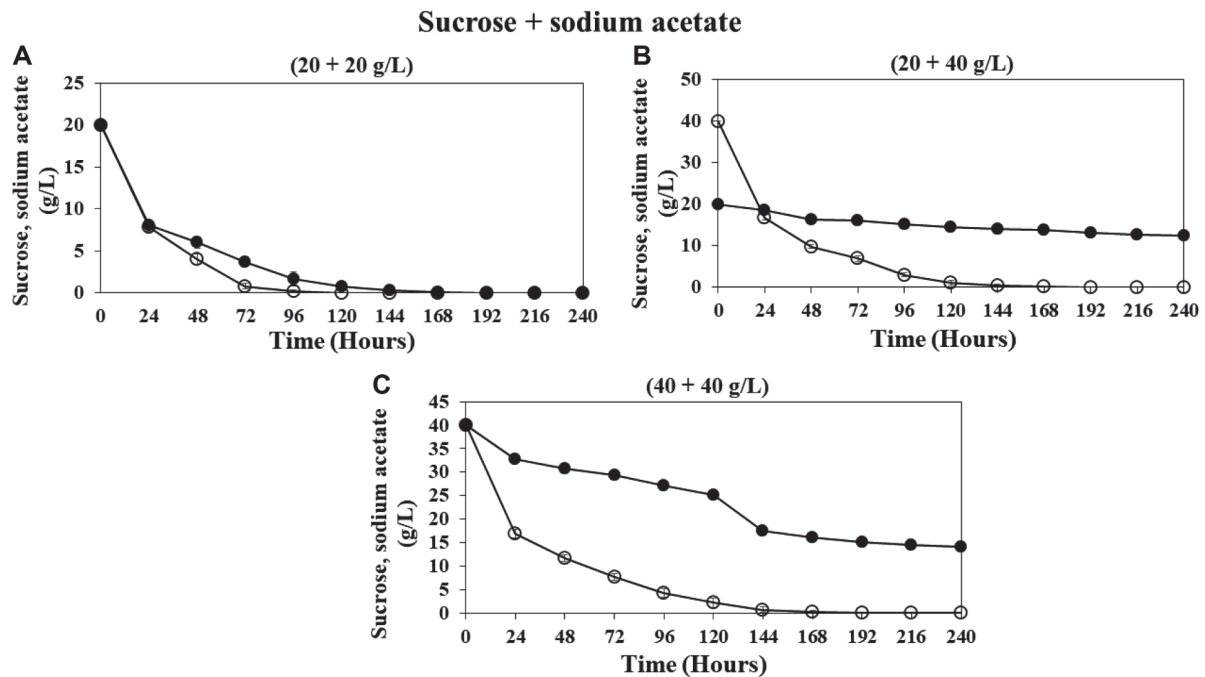 Sucrose + sodium acetate
A
(20 + 20 g/L)
Sucrose, sodium acetate
(g/L)
25
20
15
10
5
0
0 24 48 72 96 120 144 168 192 216 240
Time (Hours)
B
(20 + 40 g/L)
Sucrose, sodium acetate
(g/L)
50
40
30
20
10
0
0 24 48 72 96 120 144 168 192 216 240
Time (Hours)
C
(40 + 40 g/L)
Sucrose, sodium acetate
(g/L)
45
40
35
30
25
20
15
10
5
0
0 24 48 72 96 120 144 168 192 216 240
Time (Hours)